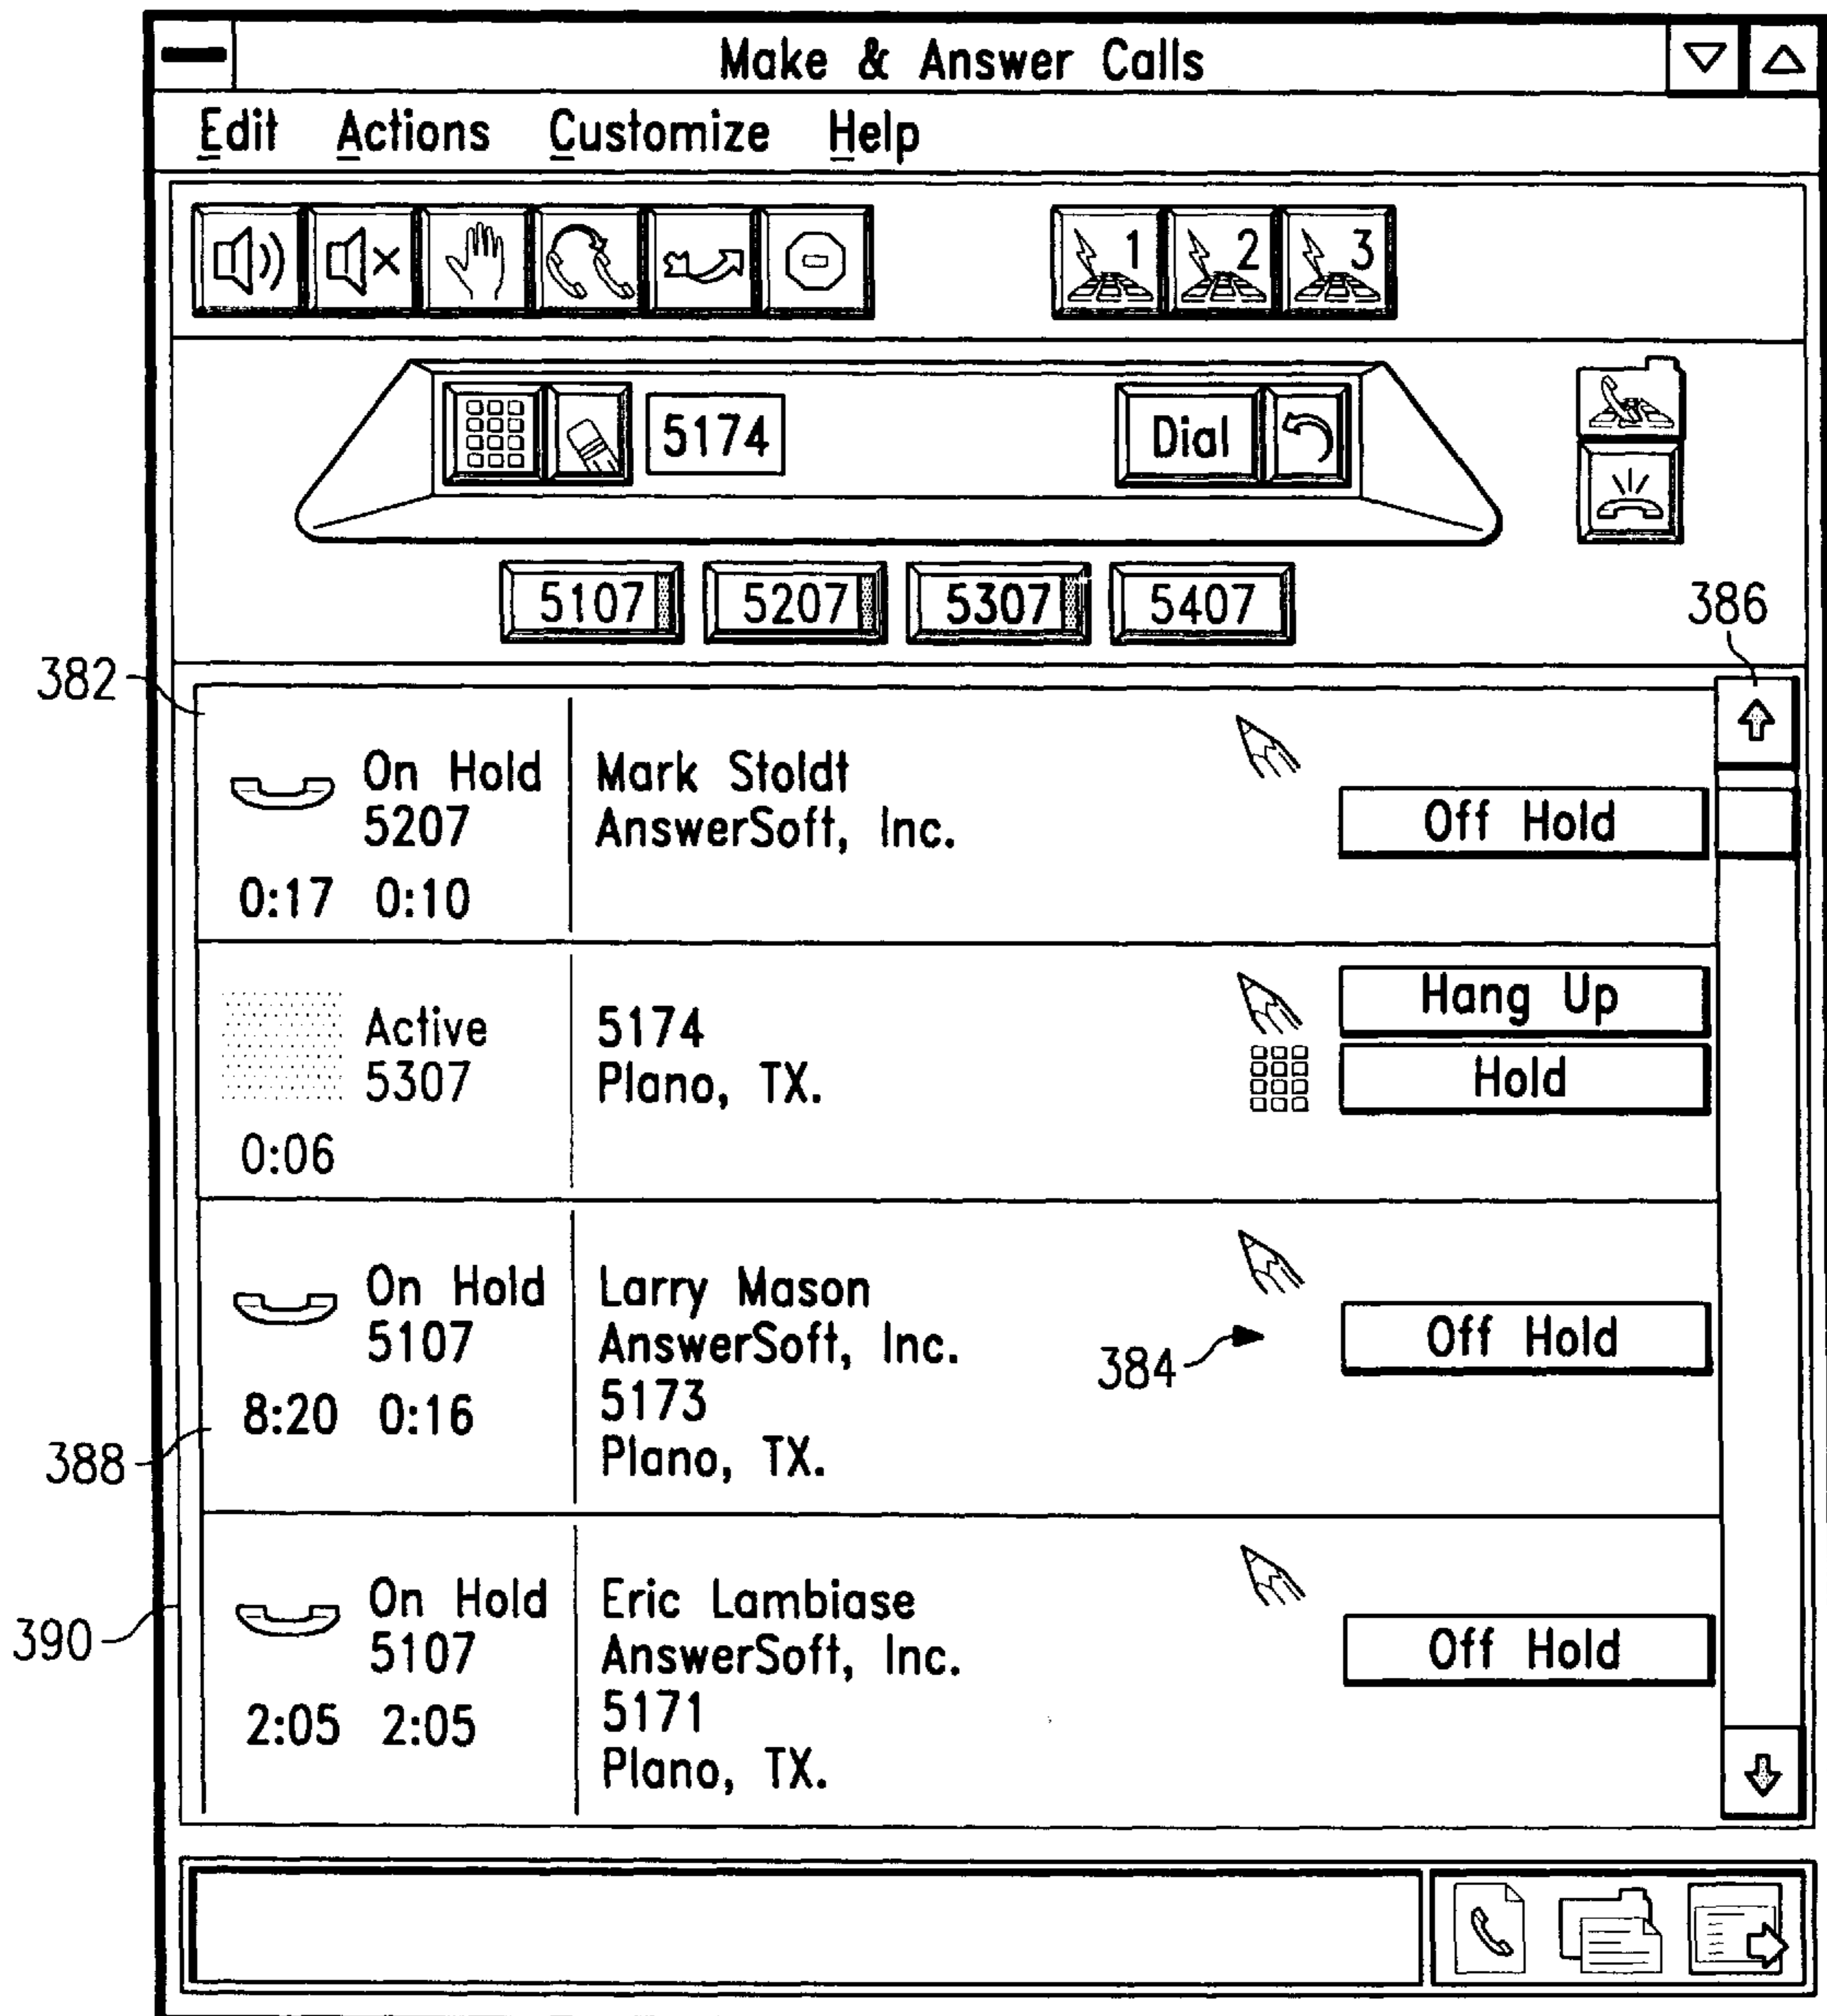 Make & Answer Calls
Edit Actions Customize Help
1 2 3
5174 Dial
5107 5207 5307 5407
386
382
On Hold Mark Stoldt
5207 AnswerSoft, Inc. Off Hold
0:17 0:10
Hang Up
Active 5174
5307 Plano, TX. Hold
0:06
On Hold Larry Mason
5107 AnswerSoft, Inc. 384 Off Hold
8:20 0:16 5173
388 Plano, TX.
On Hold Eric Lambiase
390 5107 AnswerSoft, Inc. Off Hold
2:05 2:05 5171
Plano, TX.